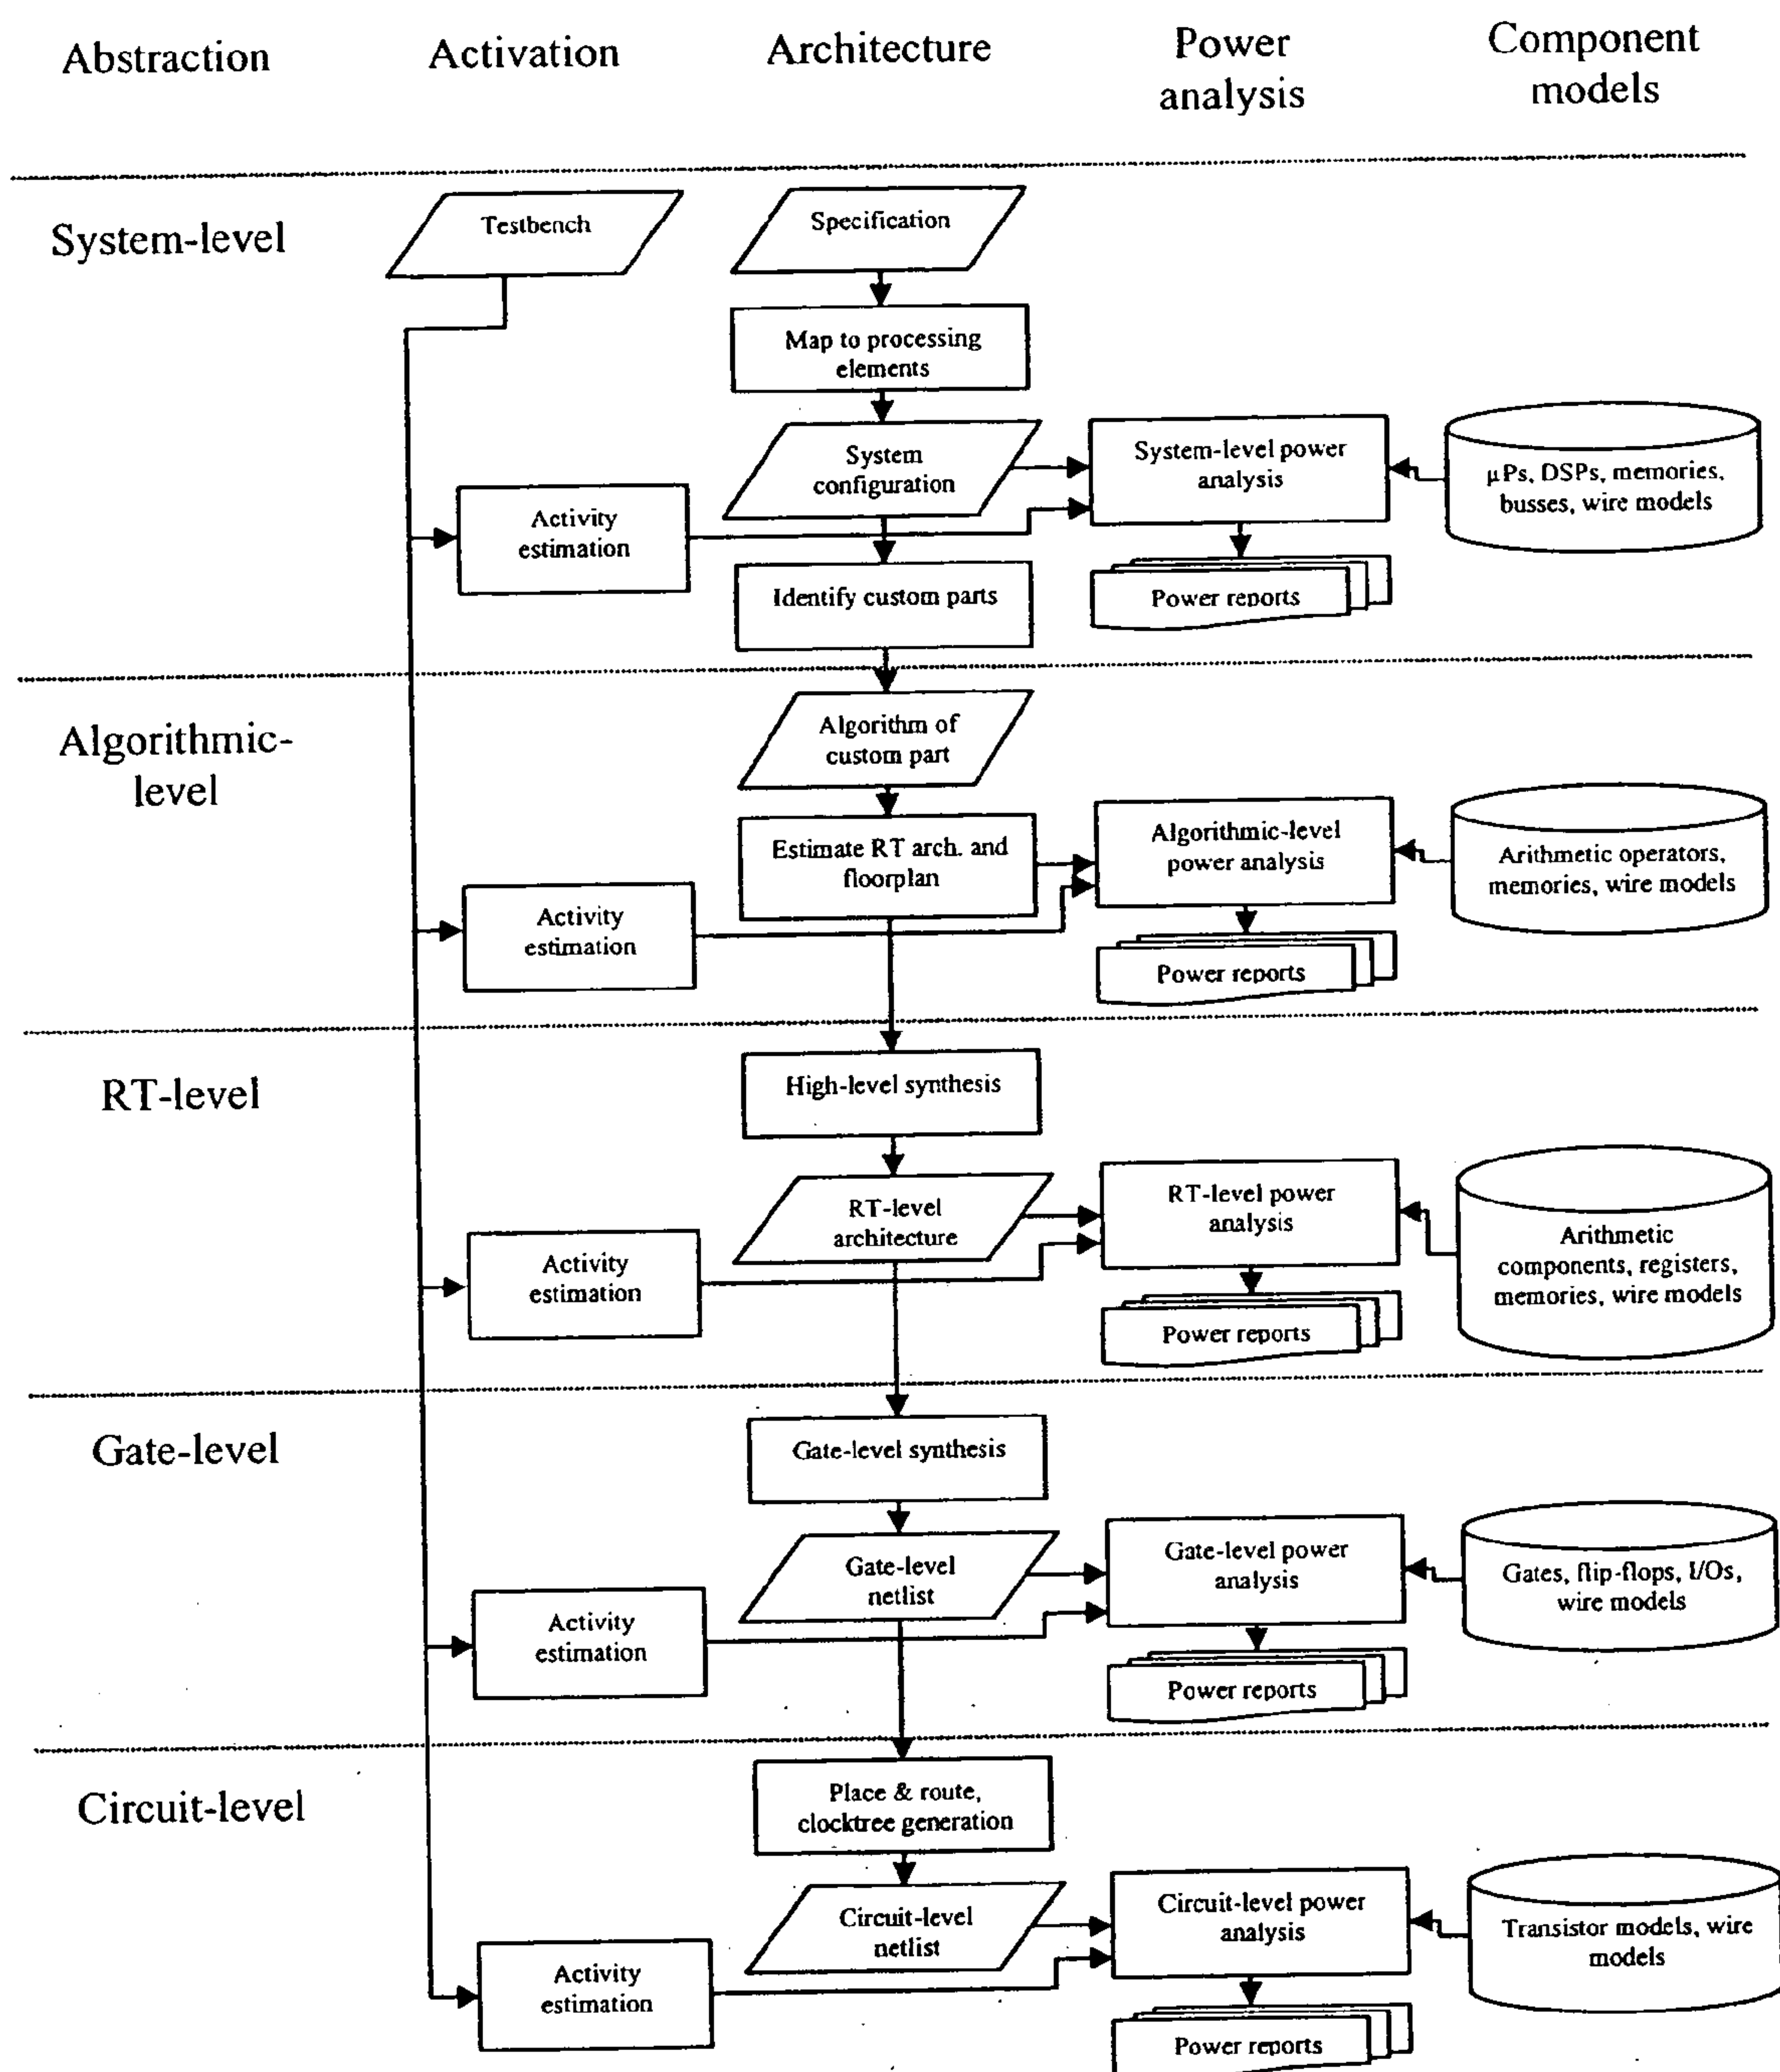 Abstraction
Activation
Architecture
Power
analysis
Component
models
System-level
Testbench
Specification
Map to processing
elements
System
configuration
System-level power
analysis
µPs, DSPs, memories,
busses, wire models
Activity
estimation
Identify custom parts
Power reports
Algorithmic-
level
Algorithm of
custom part
Estimate RT arch. and
floorplan
Algorithmic-level
power analysis
Arithmetic operators,
memories, wire models
Activity
estimation
Power reports
RT-level
High-level synthesis
RT-level
architecture
RT-level power
analysis
Arithmetic
components, registers,
memories, wire models
Activity
estimation
Power reports
Gate-level
Gate-level synthesis
Gate-level
netlist
Gate-level power
analysis
Gates, flip-flops, I/Os,
wire models
Activity
estimation
Power reports
Circuit-level
Place & route,
clocktree generation
Circuit-level
netlist
Circuit-level power
analysis
Transistor models, wire
models
Activity
estimation
Power reports